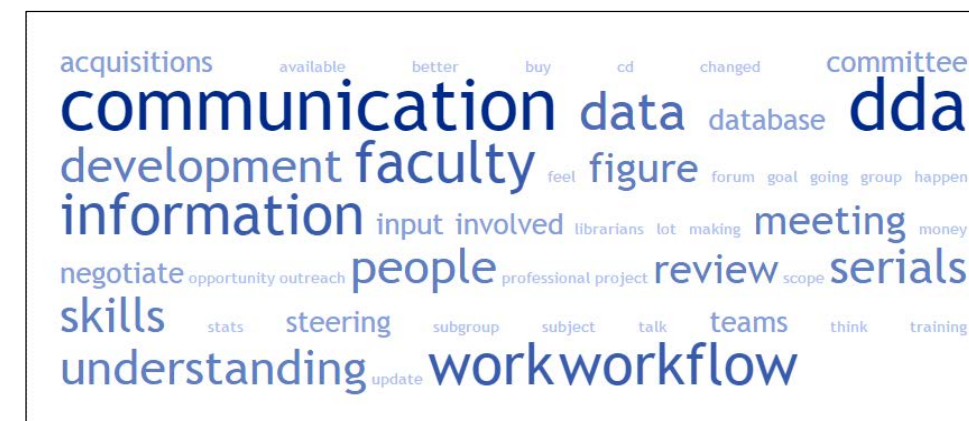 acquisitions available better buy cd changed committee
communication data database dda
development faculty feel figure forum goal going group happen
information input involved librarians lot making meeting money
negotiate opportunity outreach people professional project review scope serials
skills stats steering subgroup subject talk teams think training
understanding update work workflow